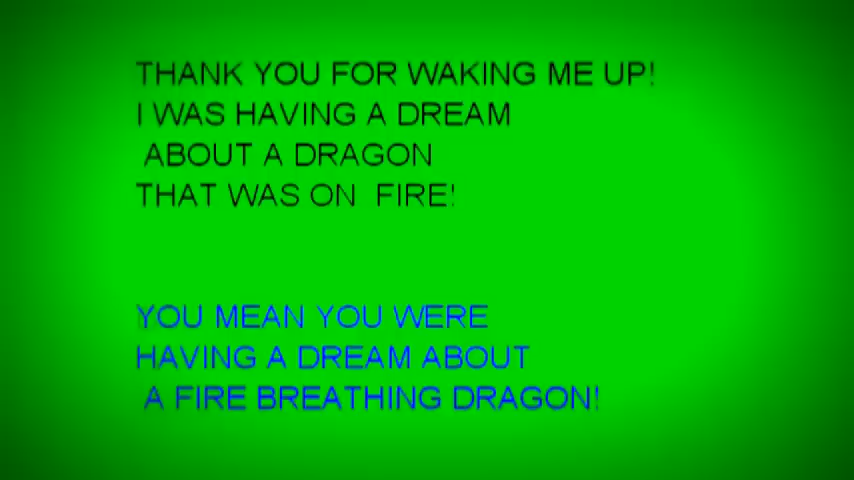 THANK YOU FOR WAKING ME UP!
I WAS HAVING A DREAM
ABOUT A DRAGON
THAT WAS ON FIRE!
YOU MEAN YOU WERE
HAVING A DREAM ABOUT
A FIRE BREATHING DRAGON!